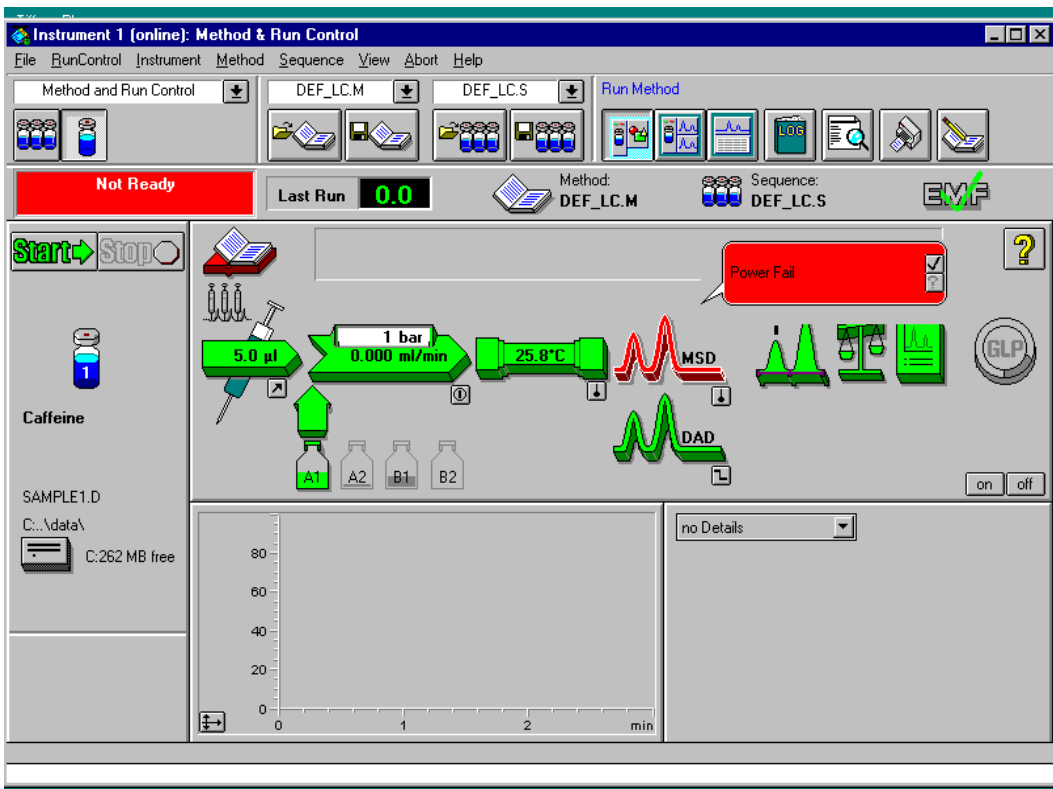 Instrument 1 (online): Method & Run Control
File RunControl Instrument Method Sequence View Abort Help
Method and Run Control
DEF_LC.M
DEF_LC.S
Run Method
LOG
Not Ready
Last Run 0.0
Method:
DEF_LC.M
Sequence:
DEF_LC.S
EMF
Start Stop
Power Fail
?
?
1 bar
5.0 µl
0.000 ml/min
25.8°C
MSD
GLP
1
Caffeine
DAD
A1 A2 B1 B2
on off
SAMPLE1.D
C:..\data\
C:262 MB free
no Details
80
60
40
20
0
0 1 2 min